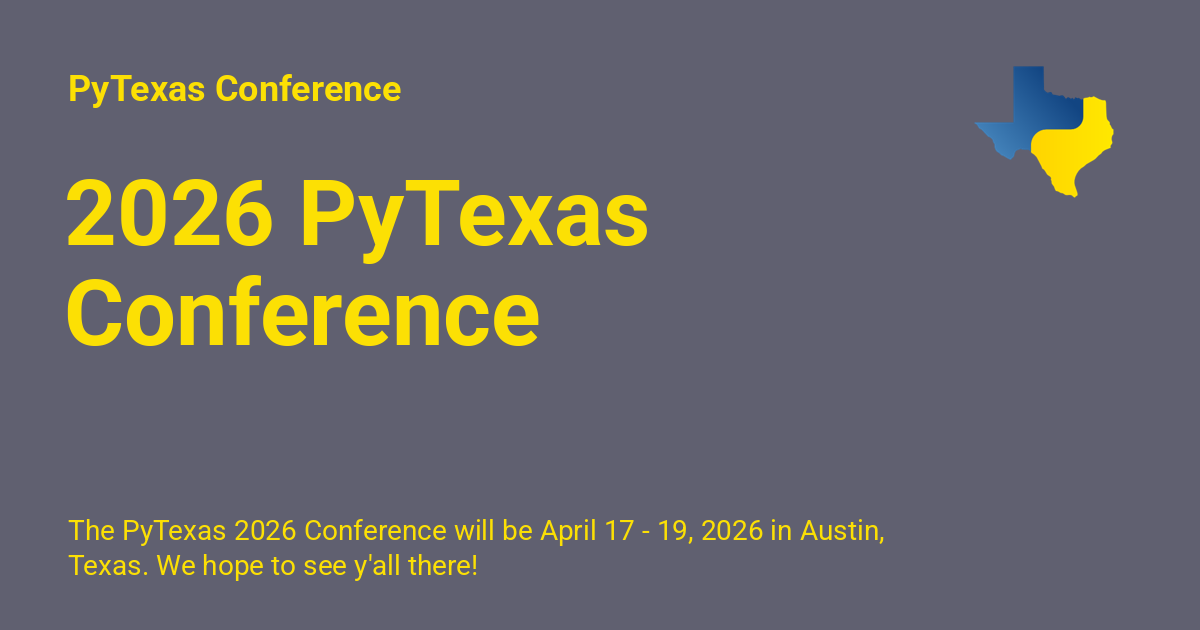 PyTexas Conference
2026 PyTexas
Conference
The PyTexas 2026 Conference will be April 17 - 19, 2026 in Austin,
Texas. We hope to see y'all there!